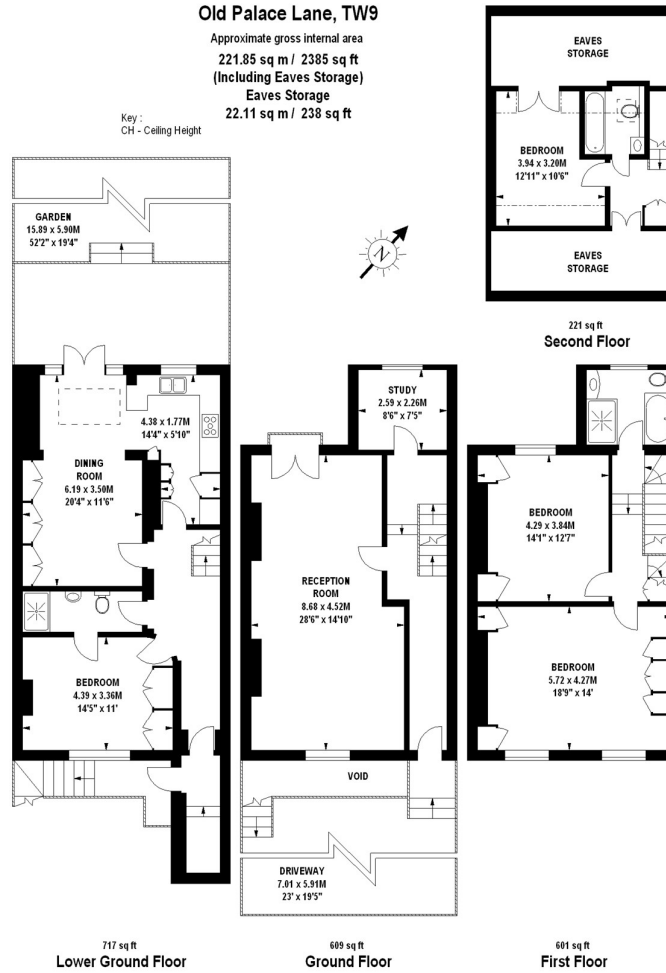 Old Palace Lane, TW9
Approximate gross internal area
221.85 sq m / 2385 sq ft
(Including Eaves Storage)
Eaves Storage
22.11 sq m / 238 sq ft
Key :
CH - Ceiling Height
EAVES
STORAGE
BEDROOM
3.94 x 3.20M
12'11" x 10'6"
EAVES
STORAGE
221 sq ft
Second Floor
GARDEN
15.89 x 5.90M
52'2" x 19'4"
N
4.38 x 1.77M
14'4" x 5'10"
DINING
ROOM
6.19 x 3.50M
20'4" x 11'6"
BEDROOM
4.39 x 3.36M
14'5" x 11'
717 sq ft
Lower Ground Floor
STUDY
2.59 x 2.26M
8'6" x 7'5"
RECEPTION
ROOM
8.68 x 4.52M
28'6" x 14'10"
VOID
DRIVEWAY
7.01 x 5.91M
23' x 19'5"
609 sq ft
Ground Floor
BEDROOM
4.29 x 3.84M
14'1" x 12'7"
BEDROOM
5.72 x 4.27M
18'9" x 14'
601 sq ft
First Floor